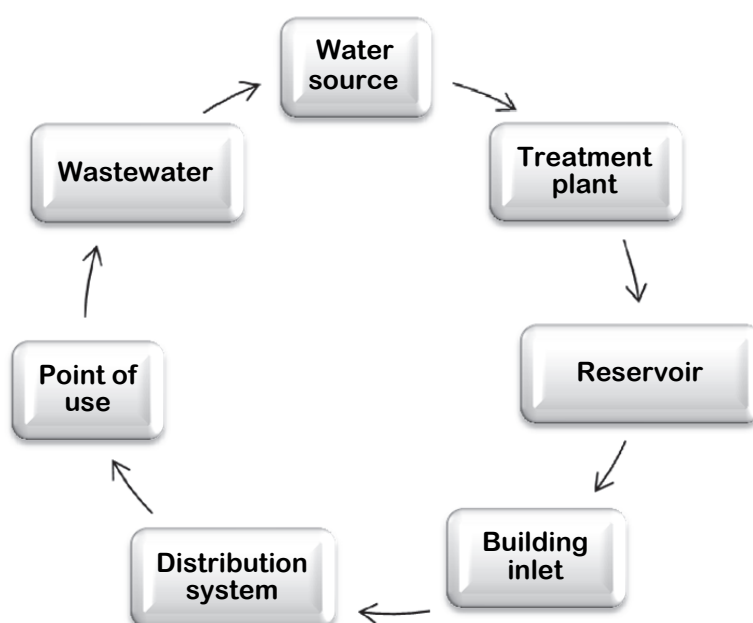 Water
source
Treatment
plant
Reservoir
Building
inlet
Distribution
system
Point of
use
Wastewater